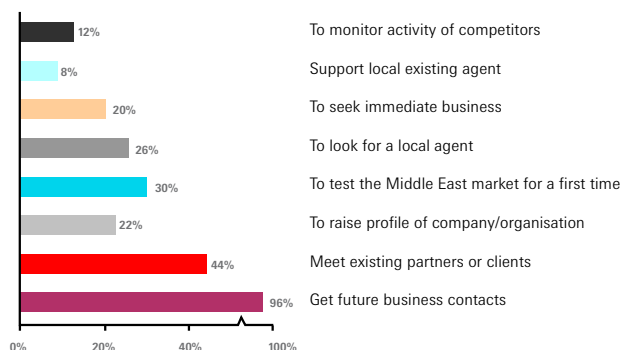 12% To monitor activity of competitors
8% Support local existing agent
20% To seek immediate business
26% To look for a local agent
30% To test the Middle East market for a first time
22% To raise profile of company/organisation
44% Meet existing partners or clients
96% Get future business contacts
0% 20% 40% 100%